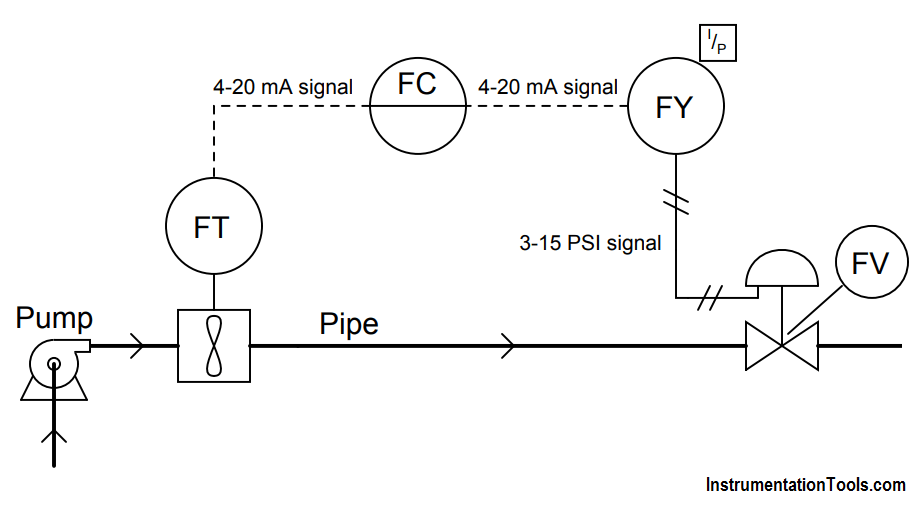 I/P
4-20 mA signal
FC
4-20 mA signal
FY
FT
3-15 PSI signal
FV
Pump
Pipe
InstrumentationTools.com